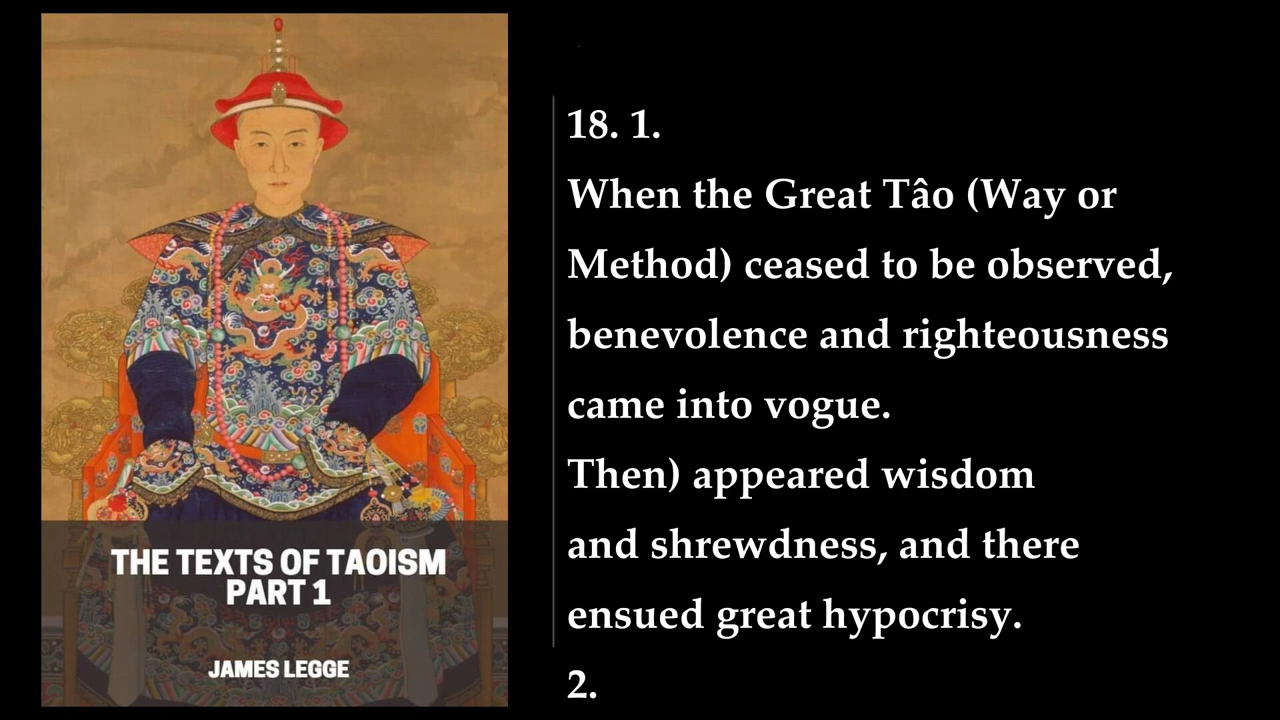 THE TEXTS OF TAOISM
PART 1
JAMES LEGGE
18. 1.
When the Great Tâo (Way or
Method) ceased to be observed,
benevolence and righteousness
came into vogue.
Then) appeared wisdom
and shrewdness, and there
ensued great hypocrisy.
2.